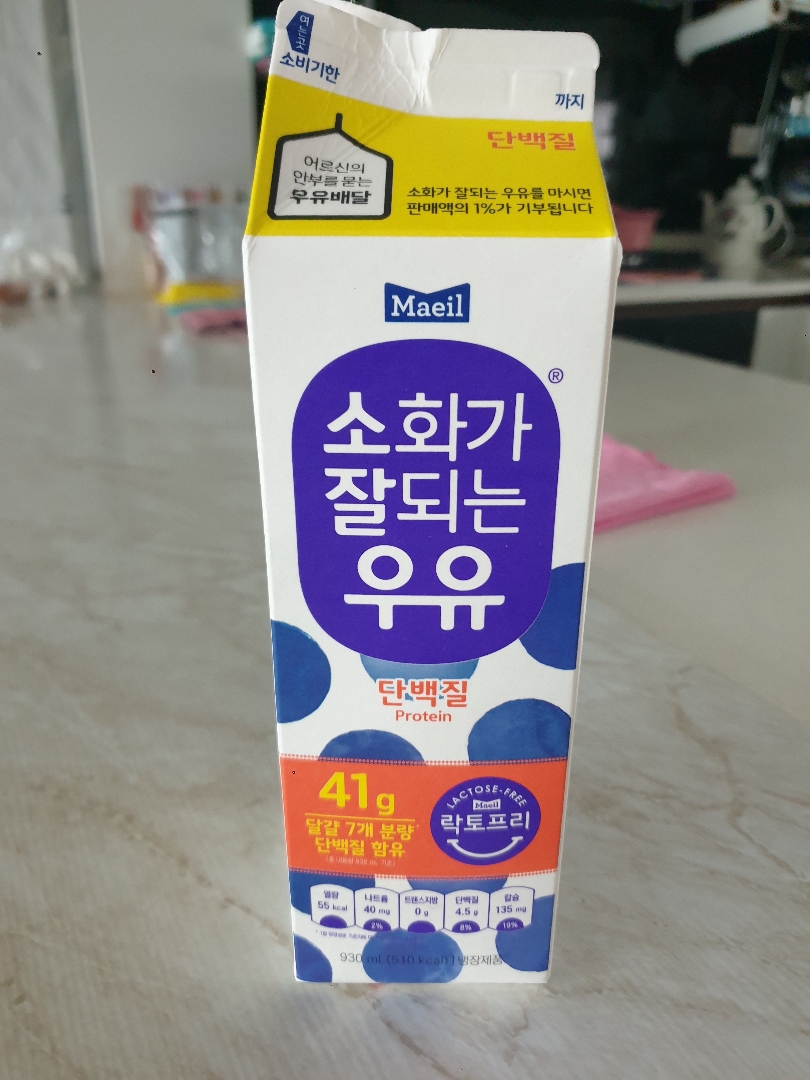 여는곳
소비기한
까지
단백질
어르신의
안부를 묻는
우유배달
소화가 잘되는 우유를 마시면
판매액의 1%가 기부됩니다
Maeil
®
소화가
잘되는
우유
단백질
Protein
41g
달걀 7개 분량
단백질 함유
LACTOSE-FREE
Maeil
락토프리
열량 나트륨 트랜스지방 단백질 칼슘
55 kcal 40 mg 0 g 4.5 g 135 mg
2% 8% 19%
930 ml (510 kcal) | 냉장제품